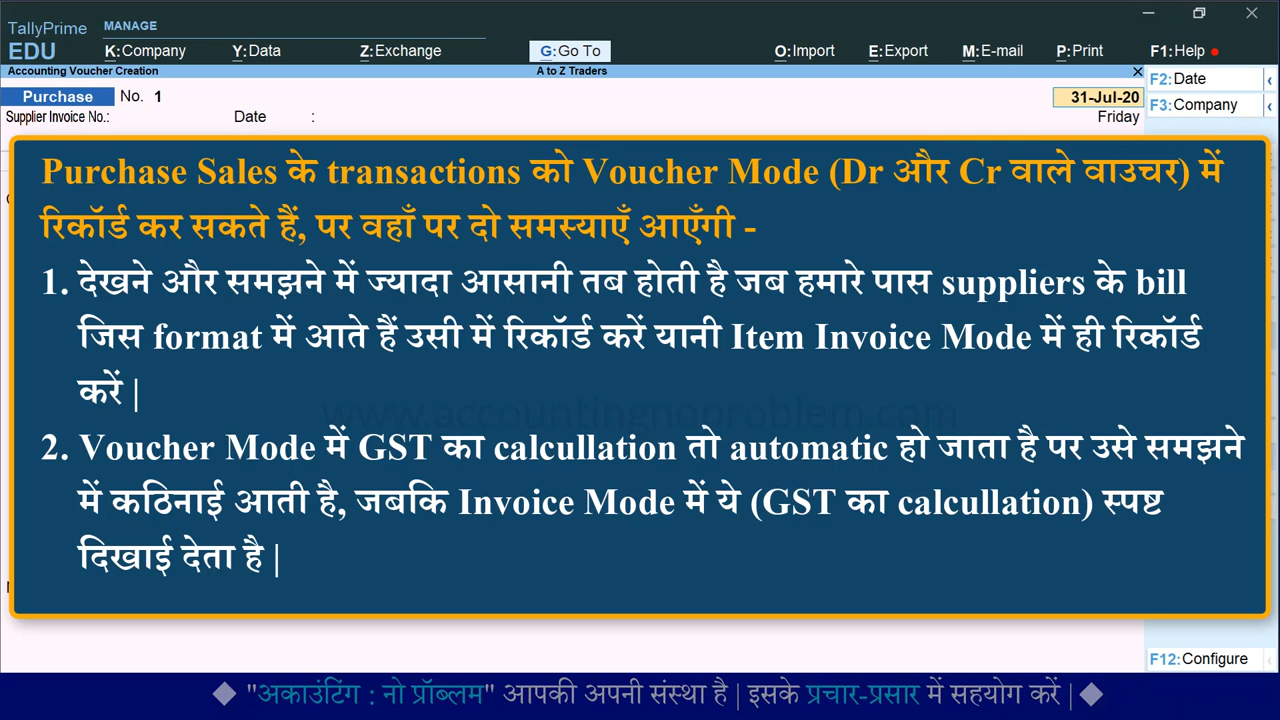 TallyPrime MANAGE
EDU K:Company Y:Data Z:Exchange G:Go To O:Import E:Export M:E-mail P:Print F1:Help
Accounting Voucher Creation A to Z Traders
F2:Date
Purchase No. 1 31-Jul-20
F3:Company
Supplier Invoice No.: Date : Friday
Purchase Sales के transactions को Voucher Mode (Dr और Cr वाले वाउचर) में
रिकॉर्ड कर सकते हैं, पर वहाँ पर दो समस्याएँ आएँगी -
1. देखने और समझने में ज्यादा आसानी तब होती है जब हमारे पास suppliers के bill
जिस format में आते हैं उसी में रिकॉर्ड करें यानी Item Invoice Mode में ही रिकॉर्ड
करें |
www.accountingnoproblem.com
2. Voucher Mode में GST का calcullation तो automatic हो जाता है पर उसे समझने
में कठिनाई आती है, जबकि Invoice Mode में ये (GST का calcullation) स्पष्ट
दिखाई देता है |
F12:Configure
"अकाउंटिंग : नो प्रॉब्लम" आपकी अपनी संस्था है | इसके प्रचार-प्रसार में सहयोग करें |